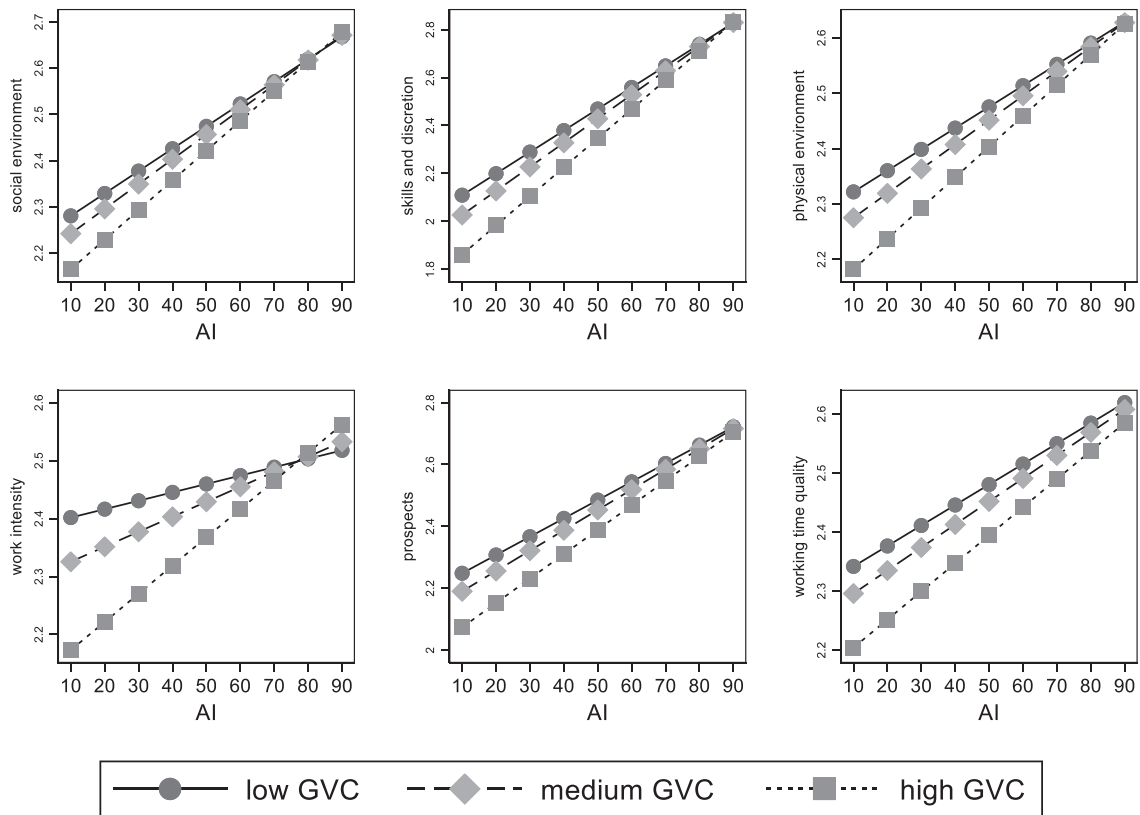 social environment
2.7
2.6
2.5
2.4
2.3
2.2
10 20 30 40 50 60 70 80 90
AI
skills and discretion
2.8
2.6
2.4
2.2
2
1.8
10 20 30 40 50 60 70 80 90
AI
physical environment
2.6
2.5
2.4
2.3
2.2
10 20 30 40 50 60 70 80 90
AI
work intensity
2.6
2.5
2.4
2.3
2.2
10 20 30 40 50 60 70 80 90
AI
prospects
2.8
2.6
2.4
2.2
2
10 20 30 40 50 60 70 80 90
AI
working time quality
2.6
2.5
2.4
2.3
2.2
10 20 30 40 50 60 70 80 90
AI
low GVC medium GVC high GVC